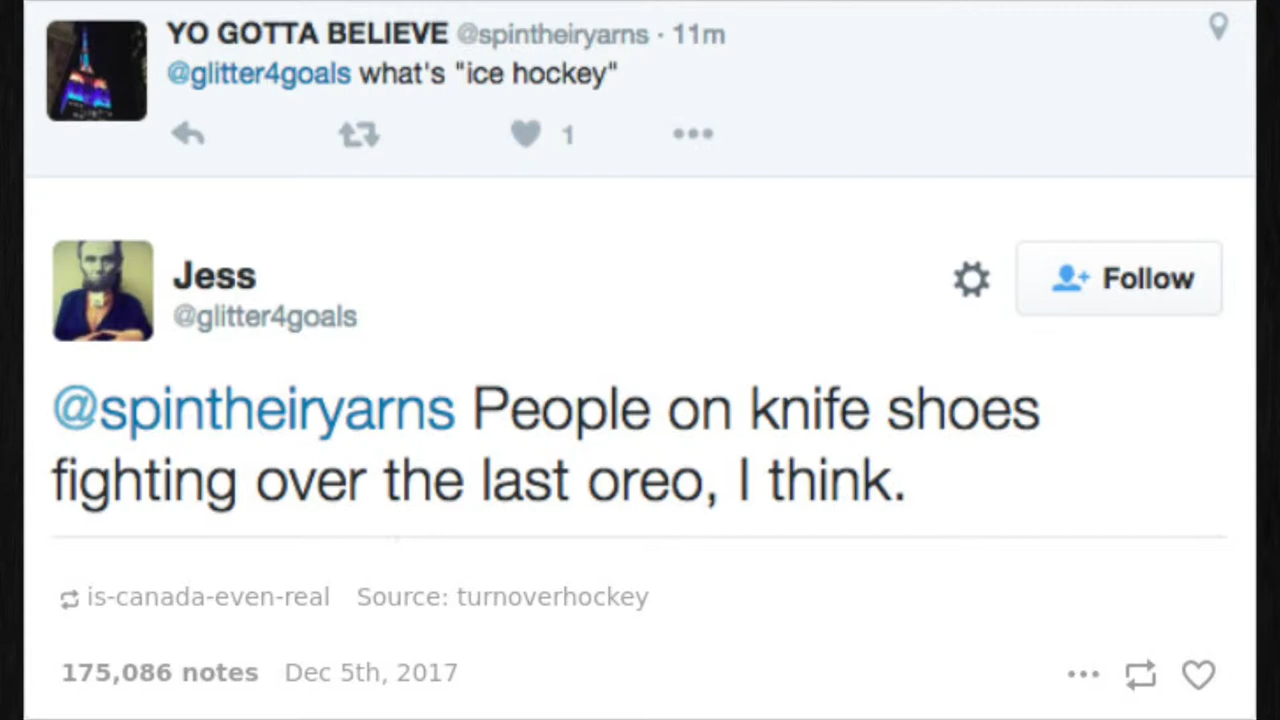 YO GOTTA BELIEVE @spintheiryarns · 11m
@glitter4goals what's "ice hockey"
1
Jess
@glitter4goals
Follow
@spintheiryarns People on knife shoes
fighting over the last oreo, I think.
is-canada-even-real Source: turnoverhockey
175,086 notes Dec 5th, 2017